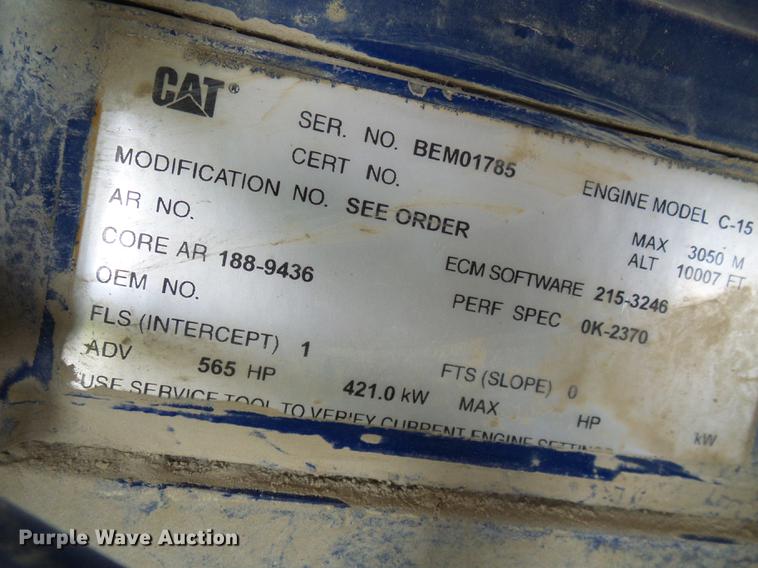 CAT®
SER. NO. BEM01785
CERT NO.
ENGINE MODEL C-15
MODIFICATION NO. SEE ORDER
MAX ALT 3050 M
10007 FT
AR NO.
CORE AR 188-9436
ECM SOFTWARE 215-3246
OEM NO.
PERF SPEC 0K-2370
FLS (INTERCEPT) 1
FTS (SLOPE) 0
ADV 565 HP 421.0 kW MAX HP kW
USE SERVICE TOOL TO VERIFY CURRENT ENGINE
Purple Wave Auction